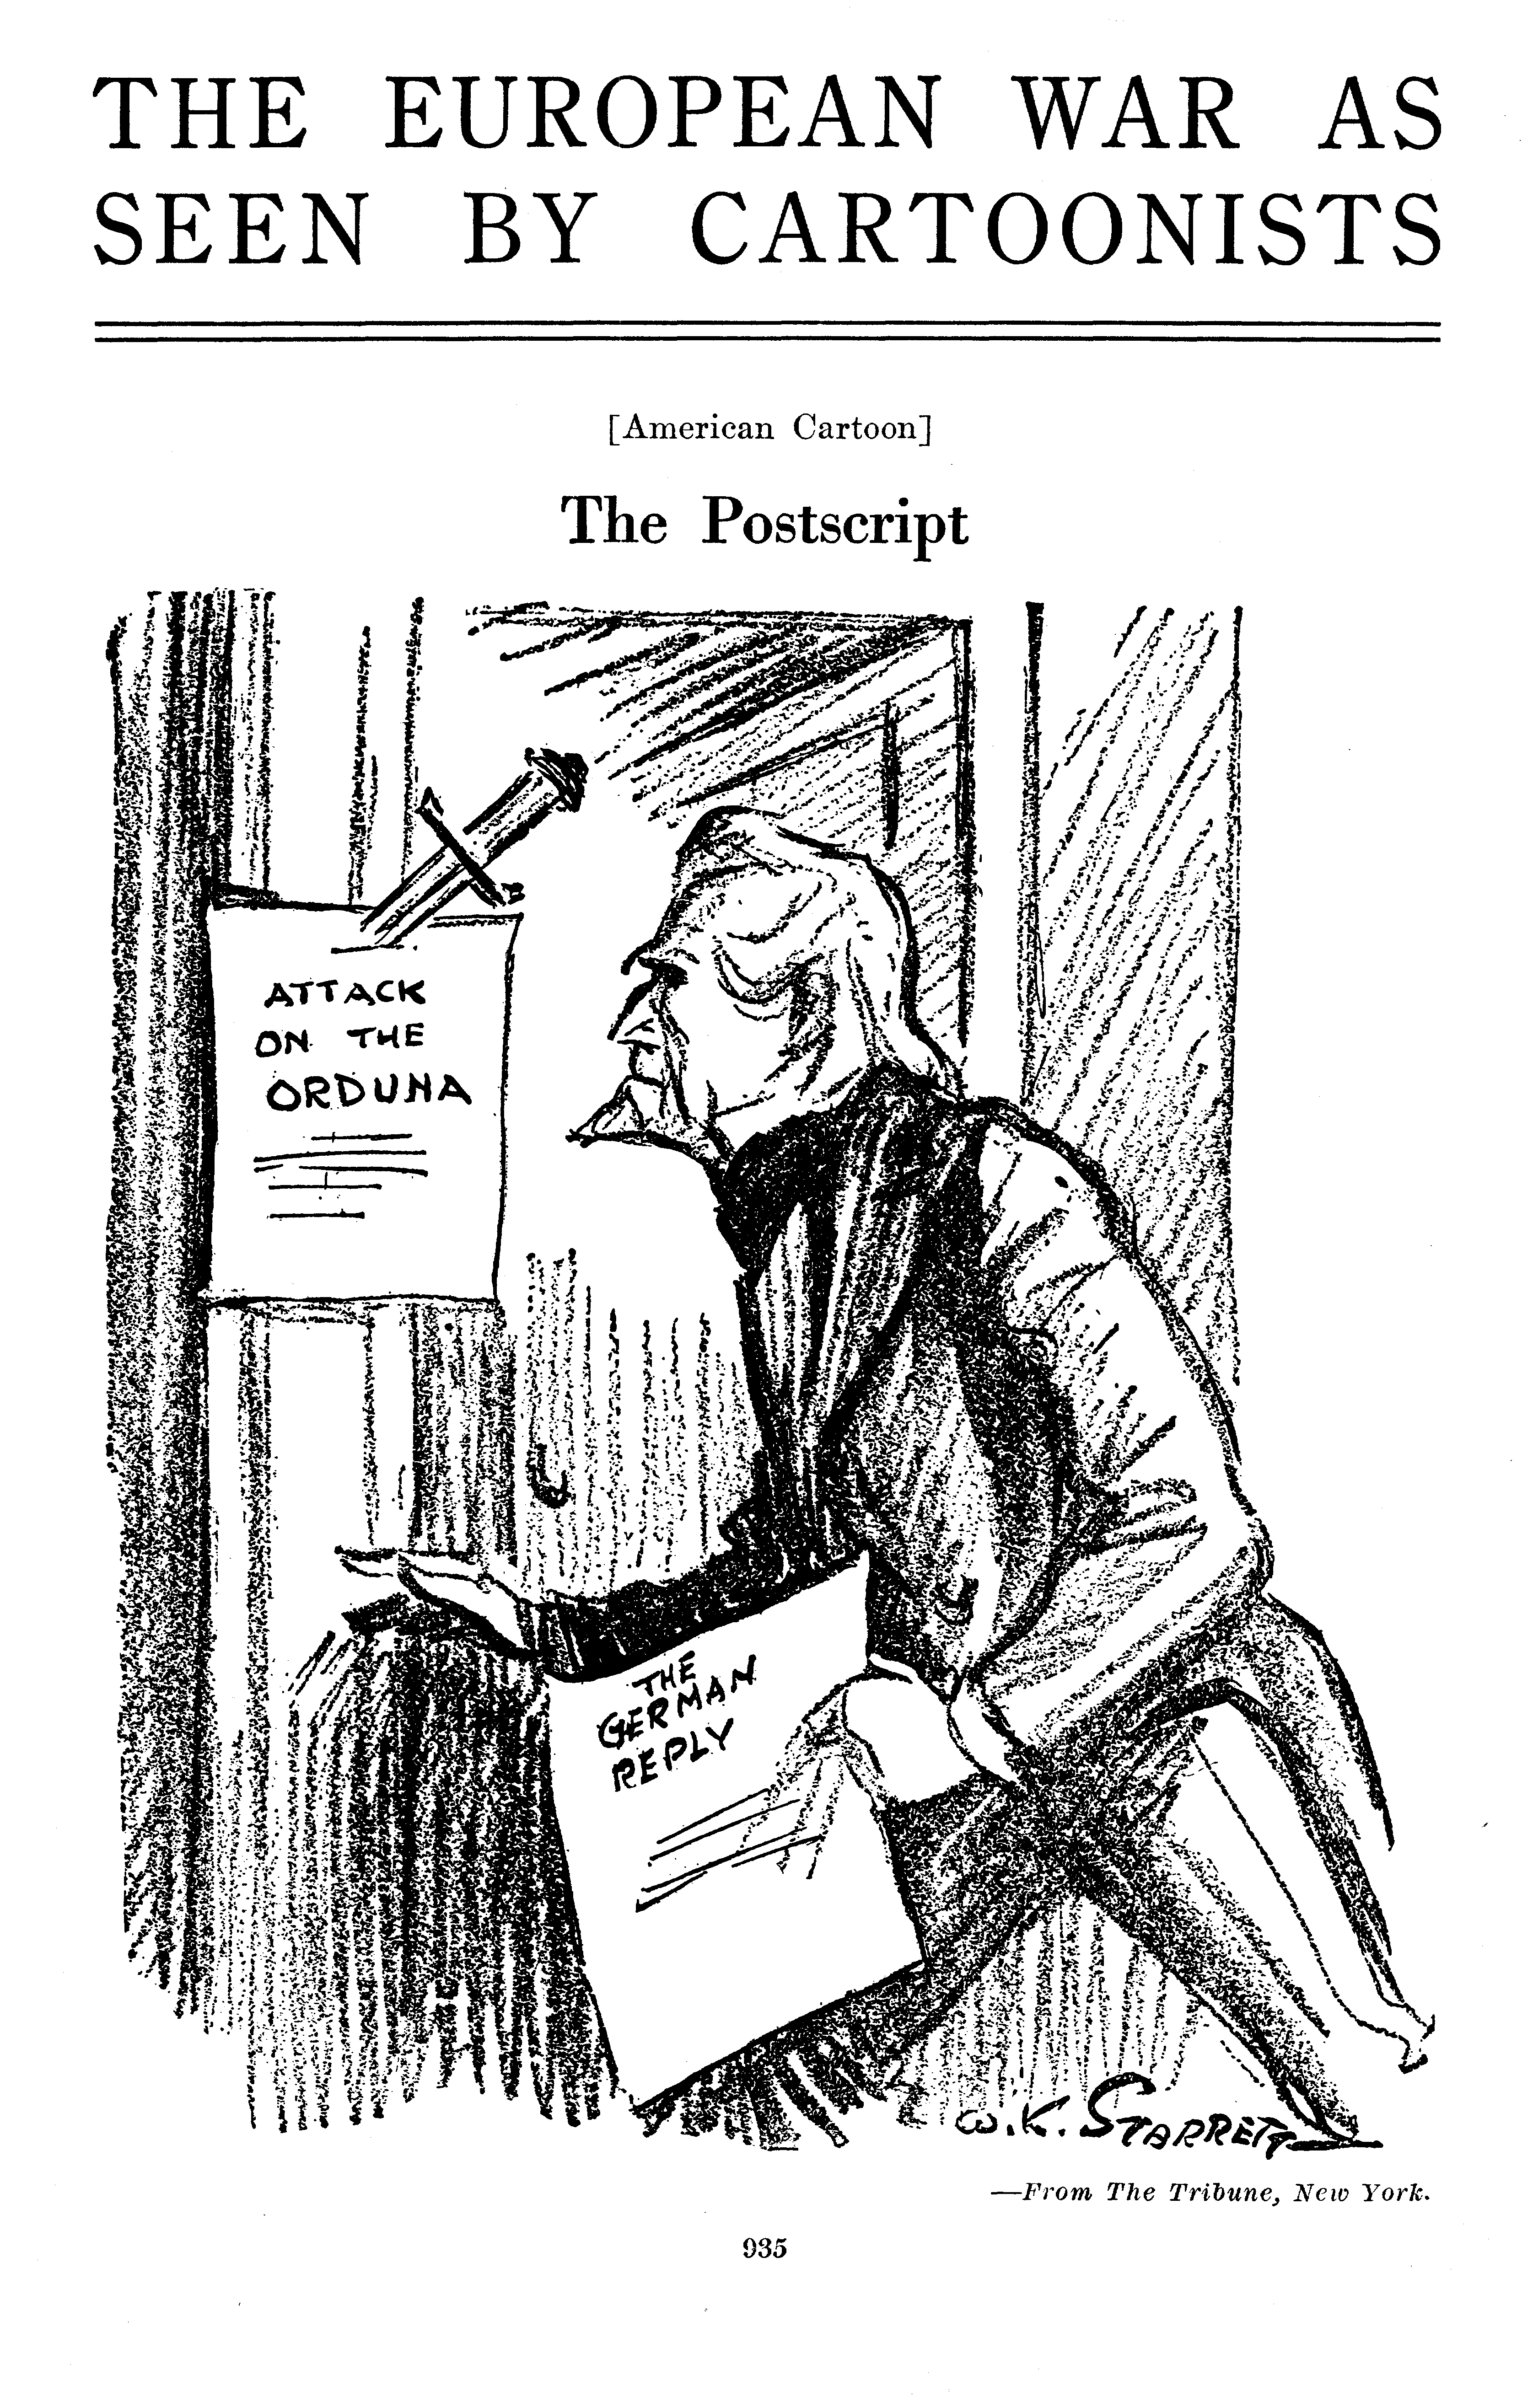 THE EUROPEAN WAR AS
SEEN BY CARTOONISTS
[American Cartoon]
The Postscript
ATTACK
ON THE
ORDUNA
THE
GERMAN
REPLY
W.K. STARRETT
—From The Tribune, New York.
935